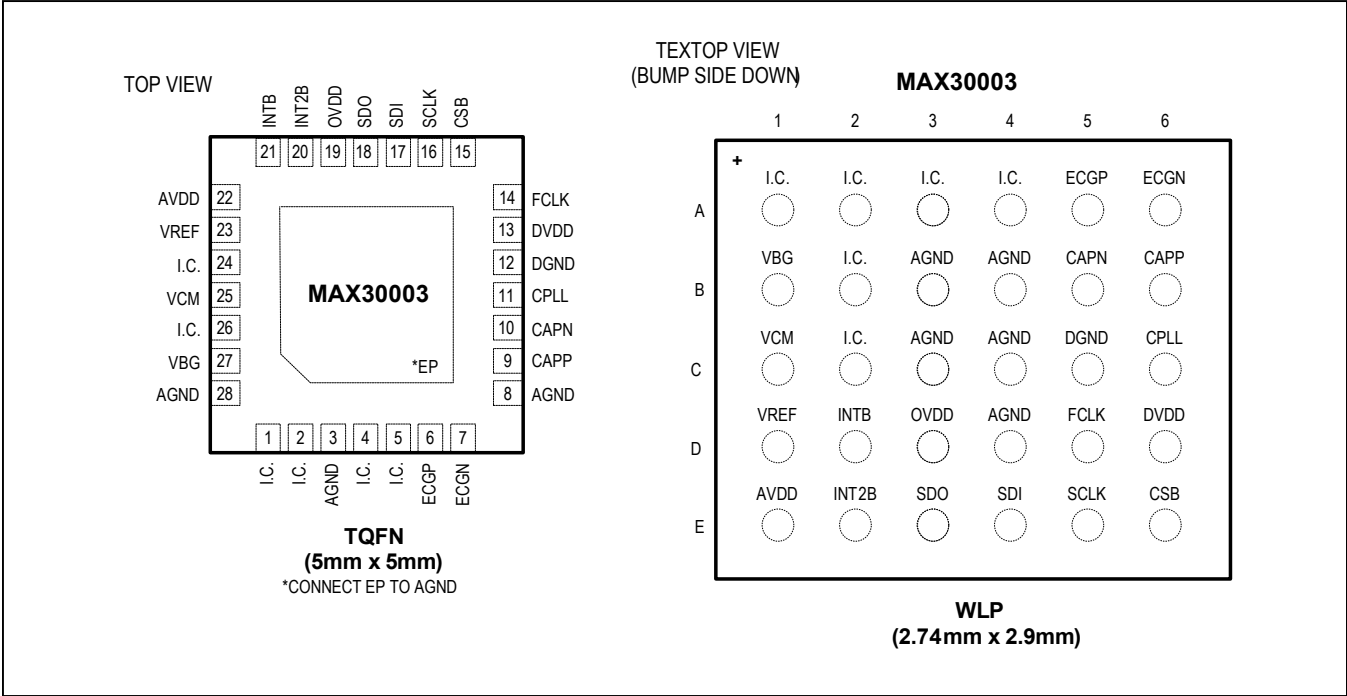 TOP VIEW
INTB
INT2B
OVDD
SDO
SDI
SCLK
CSB
21 20 19 18 17 16 15
AVDD 22
VREF 23
I.C. 24
VCM 25
I.C. 26
VBG 27
AGND 28
14 FCLK
13 DVDD
12 DGND
11 CPLL
10 CAPN
9 CAPP
8 AGND
MAX30003
*EP
1 2 3 4 5 6 7
I.C.
I.C.
AGND
I.C.
I.C.
ECGP
ECGN
TQFN
(5mm x 5mm)
*CONNECT EP TO AGND
TEXTOP VIEW
(BUMP SIDE DOWN)
MAX30003
1 2 3 4 5 6
+
I.C. I.C. I.C. I.C. ECGP ECGN
A
VBG I.C. AGND AGND CAPN CAPP
B
VCM I.C. AGND AGND DGND CPLL
C
VREF INTB OVDD AGND FCLK DVDD
D
AVDD INT2B SDO SDI SCLK CSB
E
WLP
(2.74mm x 2.9mm)